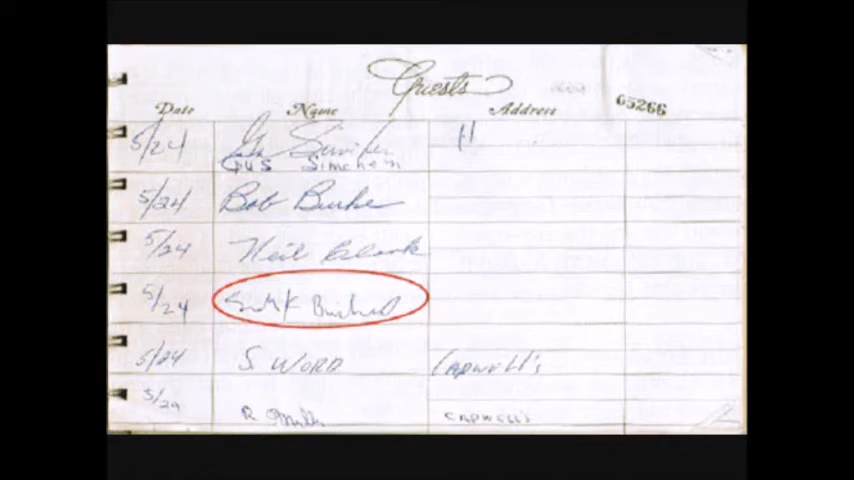 Guests
Date Name Address 65266
5/24
Gus Simchen
5/24 Bob Burke
5/24 Neil Clark
5/24
5/24 S WORD CAPWELL'S
5/29 R CAPWELL'S